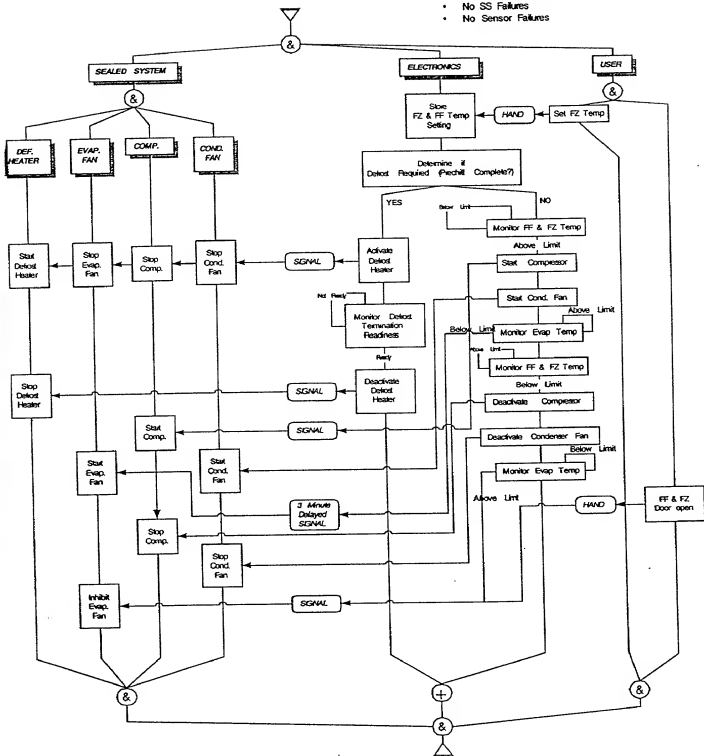 • No SS Failures
• No Sensor Failures
&
SEALED SYSTEM
ELECTRONICS
USER
&
&
Store
FZ & FF Temp
Setting
HAND
Set FZ Temp
DEF.
HEATER
EVAP.
FAN
COMP.
COND.
FAN
Determine if
Defrost Required (Prechill Complete?)
YES
NO
Below Limit
Monitor FF & FZ Temp
Above Limit
Start
Defrost
Heater
Stop
Evap.
Fan
Stop
Comp.
Stop
Cond.
Fan
SIGNAL
Activate
Defrost
Heater
Start Compressor
Start Cond. Fan
Not Ready
Monitor Defrost
Termination
Readiness
Above Limit
Below Limit
Monitor Evap Temp
Above Limit
Monitor FF & FZ Temp
Ready
Below Limit
Stop
Defrost
Heater
SIGNAL
Deactivate
Defrost
Heater
Deactivate Compressor
Start
Comp.
SIGNAL
Deactivate Condenser Fan
Below Limit
Start
Evap.
Fan
Start
Cond.
Fan
Monitor Evap Temp
Above Limit
3 Minute
Delayed
SIGNAL
HAND
FF & FZ
Door open
Stop
Comp.
Stop
Cond.
Fan
Inhibit
Evap.
Fan
SIGNAL
&
+
&
&